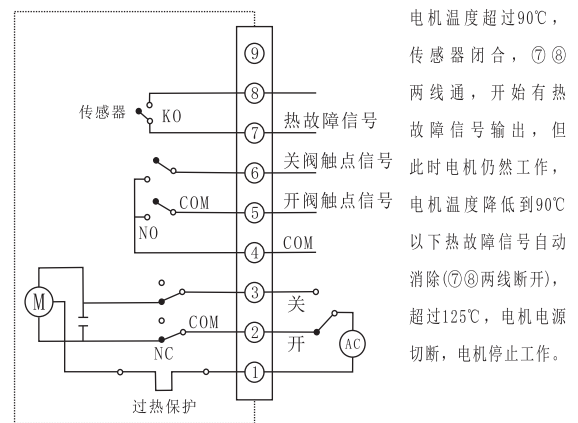 电机温度超过90℃，
传感器闭合，⑦⑧
两线通，开始有热
故障信号输出，但
此时电机仍然工作，
电机温度降低到90℃
以下热故障信号自动
消除(⑦⑧两线断开)，
超过125℃，电机电源
切断，电机停止工作。
⑨
⑧
传感器 KO
⑦ 热故障信号
⑥ 关阀触点信号
COM ⑤ 开阀触点信号
NO
④ COM
M ③ 关
COM ② 开
NC AC
①
过热保护